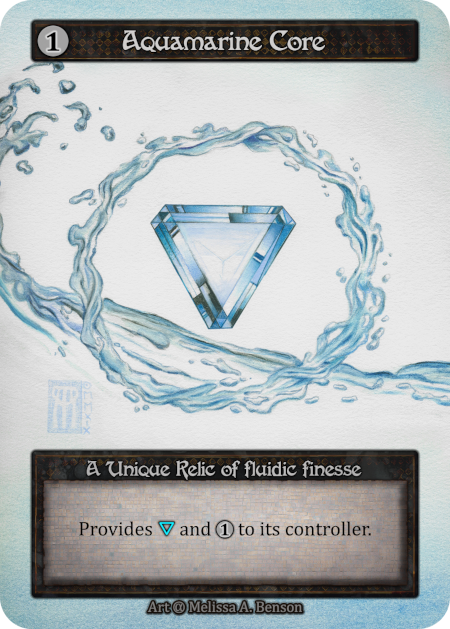 1 Aquamarine Core
A Unique Relic of fluidic finesse
Provides and 1 to its controller.
Art @ Melissa A. Benson